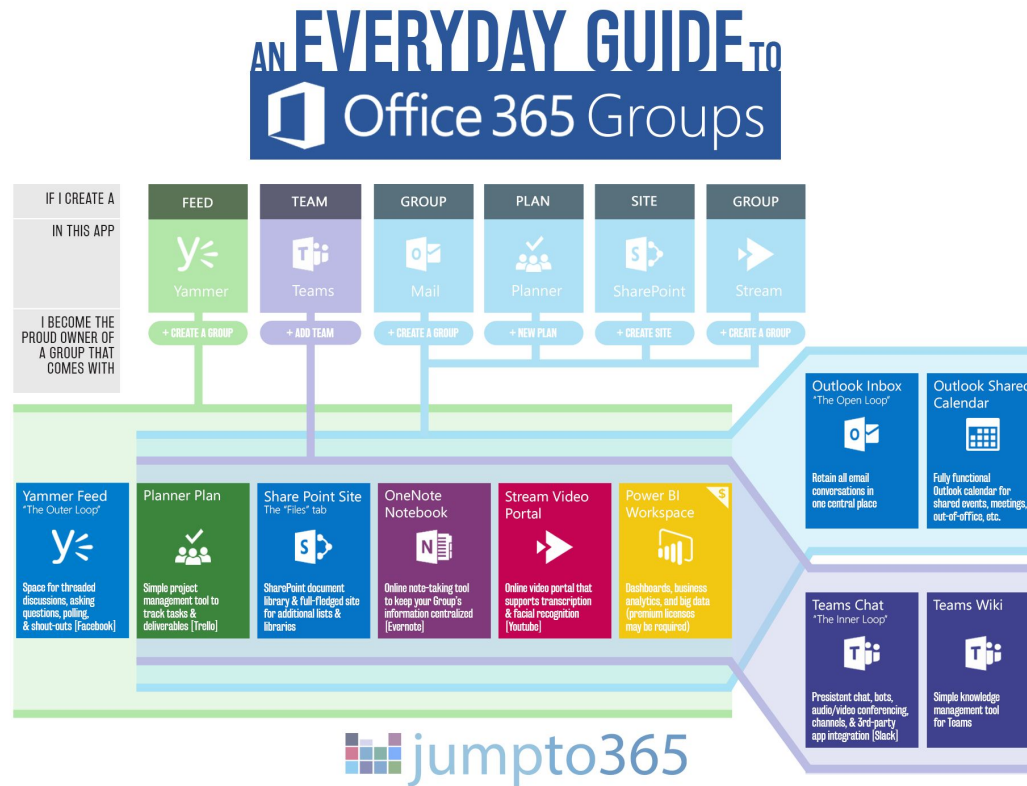 AN EVERYDAY GUIDE TO
Office 365 Groups
IF I CREATE A
FEED
TEAM
GROUP
PLAN
SITE
GROUP
IN THIS APP
Yammer
Teams
Mail
Planner
SharePoint
Stream
I BECOME THE
PROUD OWNER OF
A GROUP THAT
COMES WITH
+ CREATE A GROUP
+ ADD TEAM
+ CREATE A GROUP
+ NEW PLAN
+ CREATE SITE
+ CREATE A GROUP
Outlook Inbox
"The Open Loop"
Retain all email
conversations in
one central place
Outlook Shared
Calendar
Fully functional
Outlook calendar for
shared events, meetings,
out-of-office, etc.
Yammer Feed
"The Outer Loop"
Space for threaded
discussions, asking
questions, polling,
& shout-outs [Facebook]
Planner Plan
Simple project
management tool to
track tasks &
deliverables [Trello]
Share Point Site
The "Files" tab
SharePoint document
library & full-fledged site
for additional lists &
libraries
OneNote
Notebook
Online note-taking tool
to keep your Group's
information centralized
[Evernote]
Stream Video
Portal
Online video portal that
supports transcription
& facial recognition
[Youtube]
Power BI
Workspace
$
Dashboards, business
analytics, and big data
(premium licenses
may be required)
Teams Chat
"The Inner Loop"
Presistent chat, bots,
audio/video conferencing,
channels, & 3rd-party
app integration [Slack]
Teams Wiki
Simple knowledge
management tool
for Teams
jumpto365